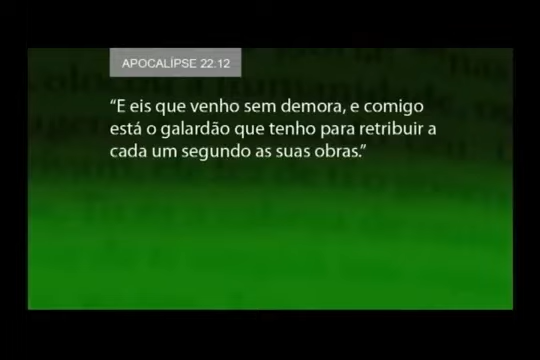 APOCALÍPSE 22:12
“E eis que venho sem demora, e comigo
está o galardão que tenho para retribuir a
cada um segundo as suas obras.”